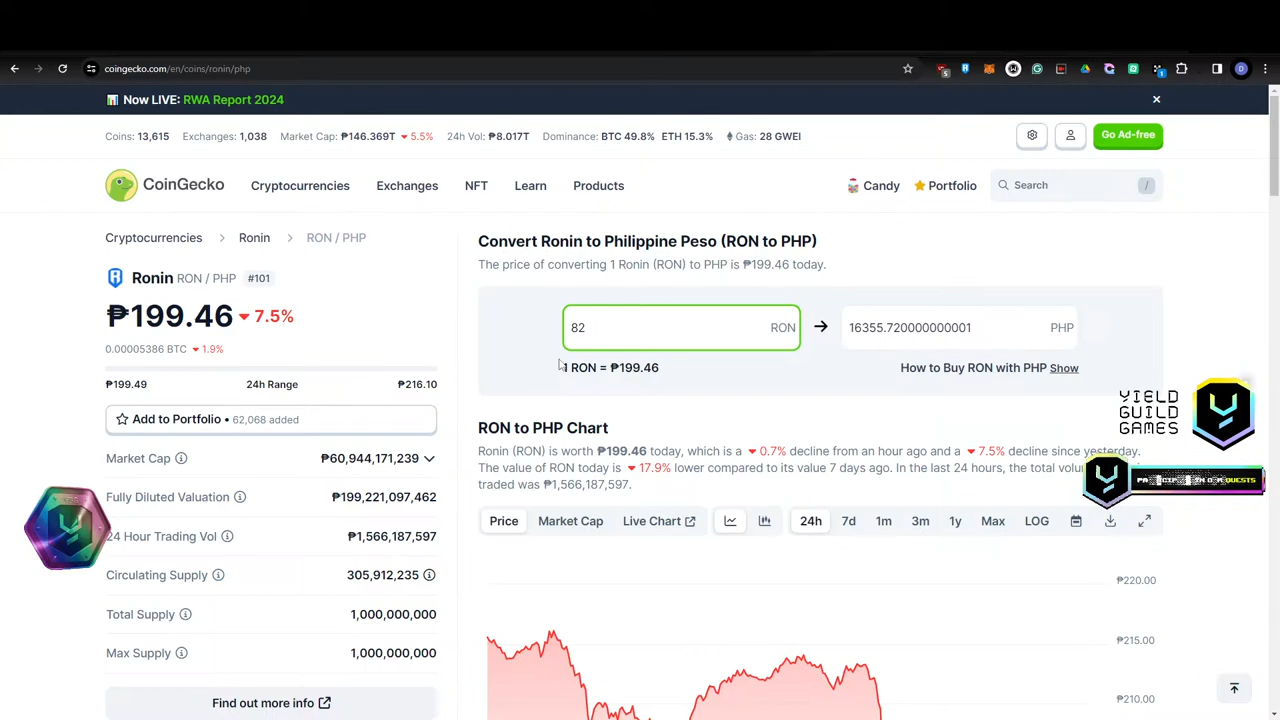 coingecko.com/en/coins/ronin/php
Now LIVE: RWA Report 2024
Coins: 13,615 Exchanges: 1,038 Market Cap: ₱146.369T 5.5% 24h Vol: ₱8.017T Dominance: BTC 49.8% ETH 15.3% Gas: 28 GWEI
Go Ad-free
CoinGecko Cryptocurrencies Exchanges NFT Learn Products Candy Portfolio Search /
Cryptocurrencies Ronin RON / PHP
Ronin RON / PHP #101
₱199.46 7.5%
0.00005386 BTC 1.9%
₱199.49 24h Range ₱216.10
Add to Portfolio • 62,068 added
Market Cap ₱60,944,171,239
Fully Diluted Valuation ₱199,221,097,462
24 Hour Trading Vol ₱1,566,187,597
Circulating Supply 305,912,235
Total Supply 1,000,000,000
Max Supply 1,000,000,000
Find out more info
Convert Ronin to Philippine Peso (RON to PHP)
The price of converting 1 Ronin (RON) to PHP is ₱199.46 today.
82 RON 16355.720000000001 PHP
1 RON = ₱199.46 How to Buy RON with PHP Show
RON to PHP Chart
Ronin (RON) is worth ₱199.46 today, which is a 0.7% decline from an hour ago and a 7.5% decline since yesterday.
The value of RON today is 17.9% lower compared to its value 7 days ago. In the last 24 hours, the total
traded was ₱1,566,187,597.
Price Market Cap Live Chart 24h 7d 1m 3m 1y Max LOG
₱220.00
₱215.00
₱210.00
YIELD
GUILD
GAMES
QUESTS